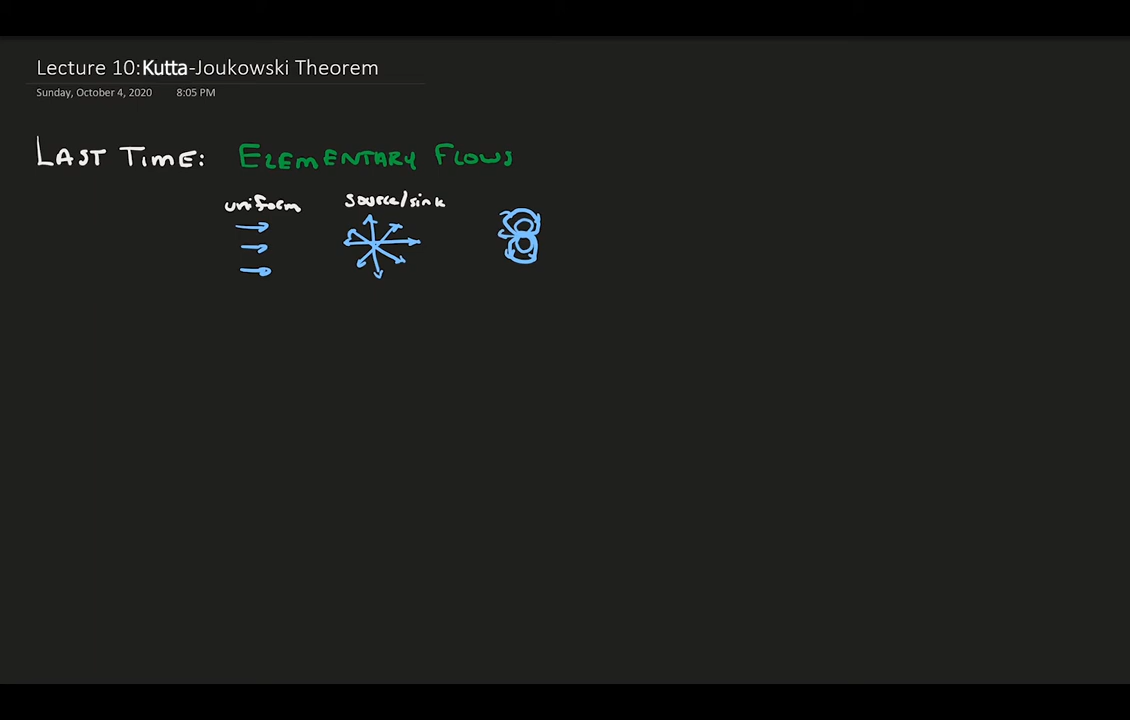 Lecture 10:Kutta-Joukowski Theorem
Sunday, October 4, 2020 8:05 PM
LAST TIME: ELEMENTARY FLOWS
uniform source/sink